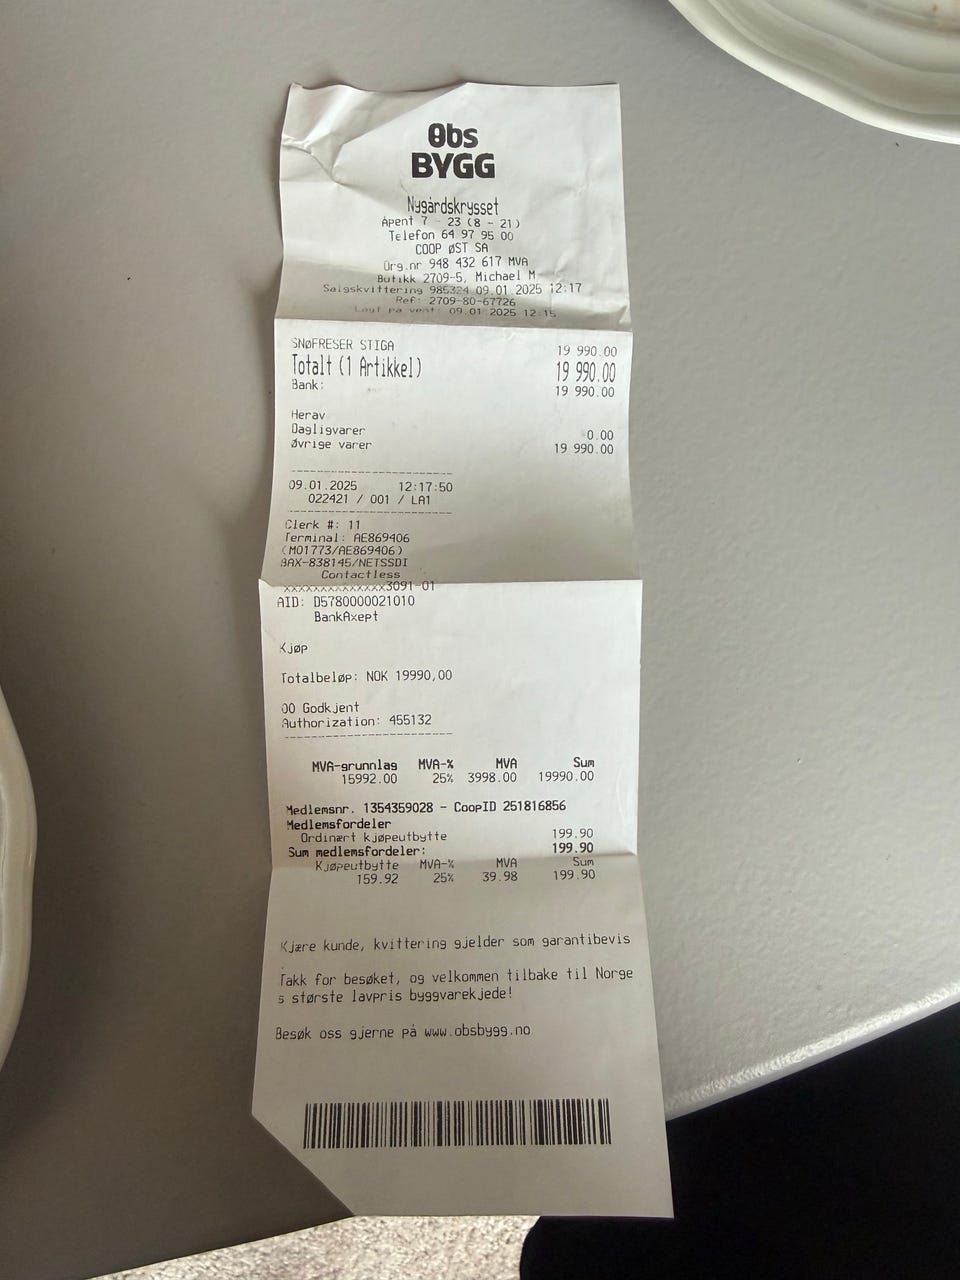 Obs
BYGG
Nygårdskrysset
Åpent 7 - 23 (8 - 21)
Telefon 64 97 95 00
COOP ØST SA
Org.nr 948 432 617 MVA
Butikk 2709-5, Michael M
Salgskvittering 985324 09.01.2025 12:17
Ref: 2709-80-67726
Lagt på vent: 09.01.2025 12:15
SNØFRESER STIGA 19 990.00
Totalt (1 Artikkel) 19 990.00
Bank: 19 990.00
Herav
Dagligvarer 0.00
Øvrige varer 19 990.00
09.01.2025 12:17:50
022421 / 001 / LA1
Clerk #: 11
Terminal: AE869406
(M01773/AE869406)
BAX-838145/NETSSDI
Contactless
xxxxxxxxxxxxxxx3091-01
AID: D5780000021010
BankAxept
Kjøp
Totalbeløp: NOK 19990,00
00 Godkjent
Authorization: 455132
MVA-grunnlag MVA-% MVA Sum
15992.00 25% 3998.00 19990.00
Medlemsnr. 1354359028 - CoopID 251816856
Medlemsfordeler
Ordinært kjøpeutbytte 199.90
Sum medlemsfordeler: 199.90
Kjøpeutbytte MVA-% MVA Sum
159.92 25% 39.98 199.90
Kjære kunde, kvittering gjelder som garantibevis
Takk for besøket, og velkommen tilbake til Norge
s største lavpris byggvarekjede!
Besøk oss gjerne på www.obsbygg.no